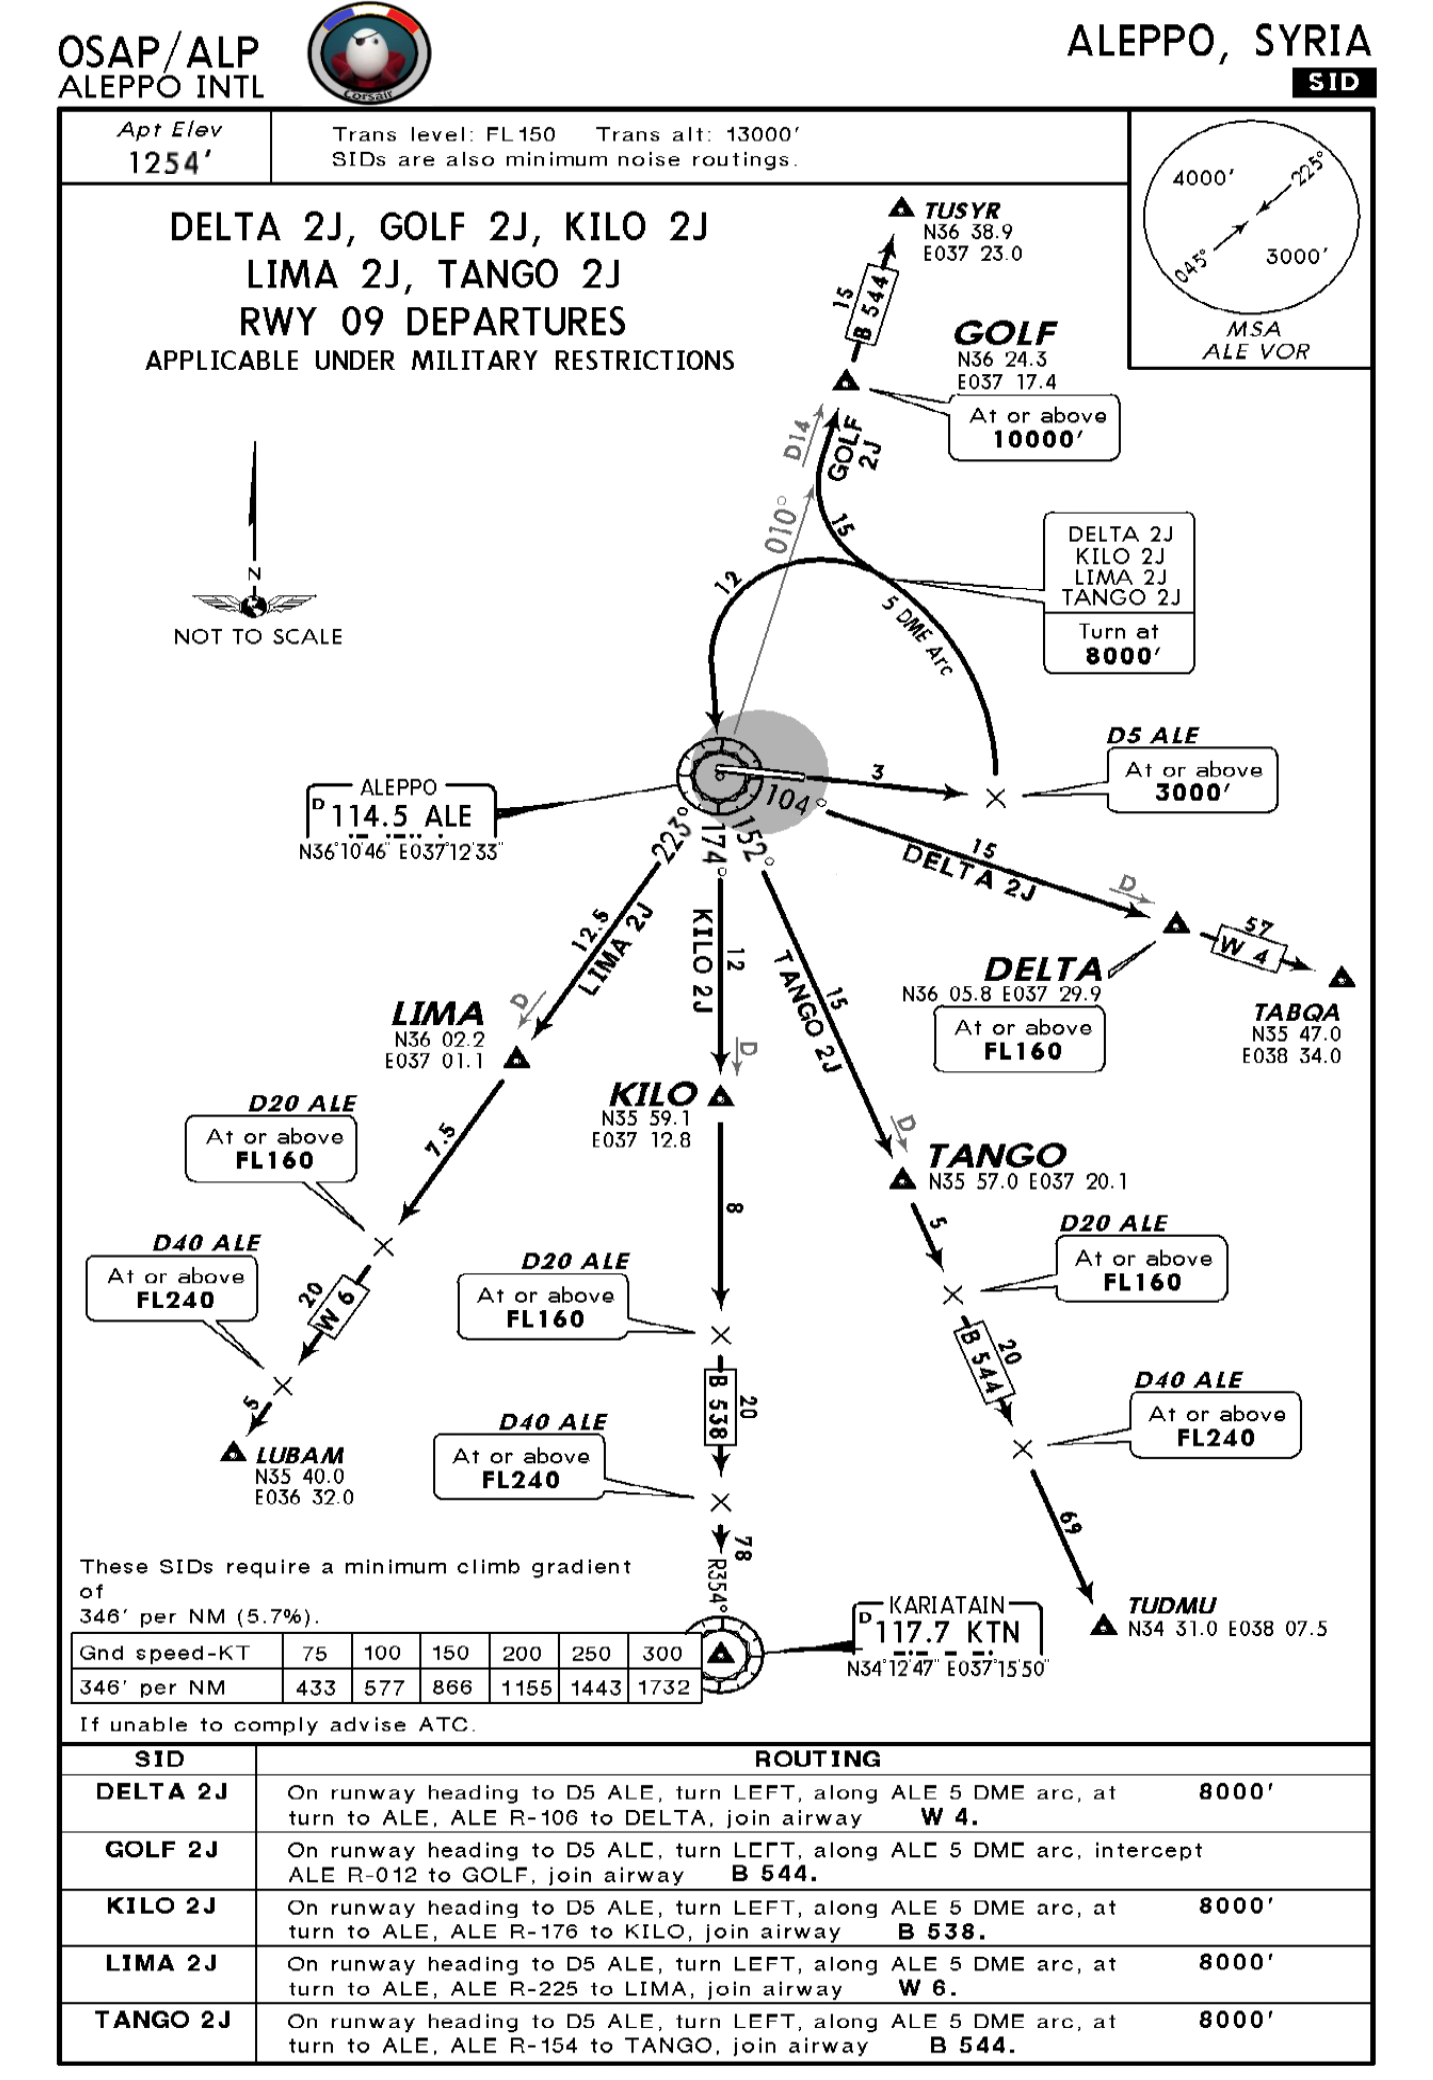 OSAP/ALP
ALEPPO INTL
Corsair
ALEPPO, SYRIA
SID
Apt Elev
1254'
Trans level: FL150 Trans alt: 13000'
SIDs are also minimum noise routings.
4000'
225°
045°
3000'
MSA
ALE VOR
DELTA 2J, GOLF 2J, KILO 2J
LIMA 2J, TANGO 2J
RWY 09 DEPARTURES
APPLICABLE UNDER MILITARY RESTRICTIONS
N
NOT TO SCALE
TUSYR
N36 38.9
E037 23.0
15
B 544
GOLF
N36 24.3
E037 17.4
At or above
10000'
D14
GOLF
2J
010°
15
12
5 DME Arc
DELTA 2J
KILO 2J
LIMA 2J
TANGO 2J
Turn at
8000'
D5 ALE
At or above
3000'
3
ALEPPO
D
114.5 ALE
N36°10'46" E037°12'33"
104°
152°
174°
223°
15
DELTA 2J
D
57
W 4
DELTA
N36 05.8 E037 29.9
At or above
FL160
TABQA
N35 47.0
E038 34.0
12.5
LIMA 2J
D
LIMA
N36 02.2
E037 01.1
12
KILO 2J
D
KILO
N35 59.1
E037 12.8
15
TANGO 2J
D
TANGO
N35 57.0 E037 20.1
D20 ALE
At or above
FL160
7.5
D40 ALE
At or above
FL240
20
W 6
5
LUBAM
N35 40.0
E036 32.0
8
D20 ALE
At or above
FL160
20
B 538
D40 ALE
At or above
FL240
78
R354°
5
D20 ALE
At or above
FL160
20
B 544
D40 ALE
At or above
FL240
69
TUDMU
N34 31.0 E038 07.5
KARIATAIN
D
117.7 KTN
N34°12'47" E037°15'50"
These SIDs require a minimum climb gradient
of
346' per NM (5.7%).
Gnd speed-KT 75 100 150 200 250 300
346' per NM 433 577 866 1155 1443 1732
If unable to comply advise ATC.
SID ROUTING
DELTA 2J On runway heading to D5 ALE, turn LEFT, along ALE 5 DME arc, at 8000'
turn to ALE, ALE R-106 to DELTA, join airway W 4.
GOLF 2J On runway heading to D5 ALE, turn LEFT, along ALE 5 DME arc, intercept
ALE R-012 to GOLF, join airway B 544.
KILO 2J On runway heading to D5 ALE, turn LEFT, along ALE 5 DME arc, at 8000'
turn to ALE, ALE R-176 to KILO, join airway B 538.
LIMA 2J On runway heading to D5 ALE, turn LEFT, along ALE 5 DME arc, at 8000'
turn to ALE, ALE R-225 to LIMA, join airway W 6.
TANGO 2J On runway heading to D5 ALE, turn LEFT, along ALE 5 DME arc, at 8000'
turn to ALE, ALE R-154 to TANGO, join airway B 544.